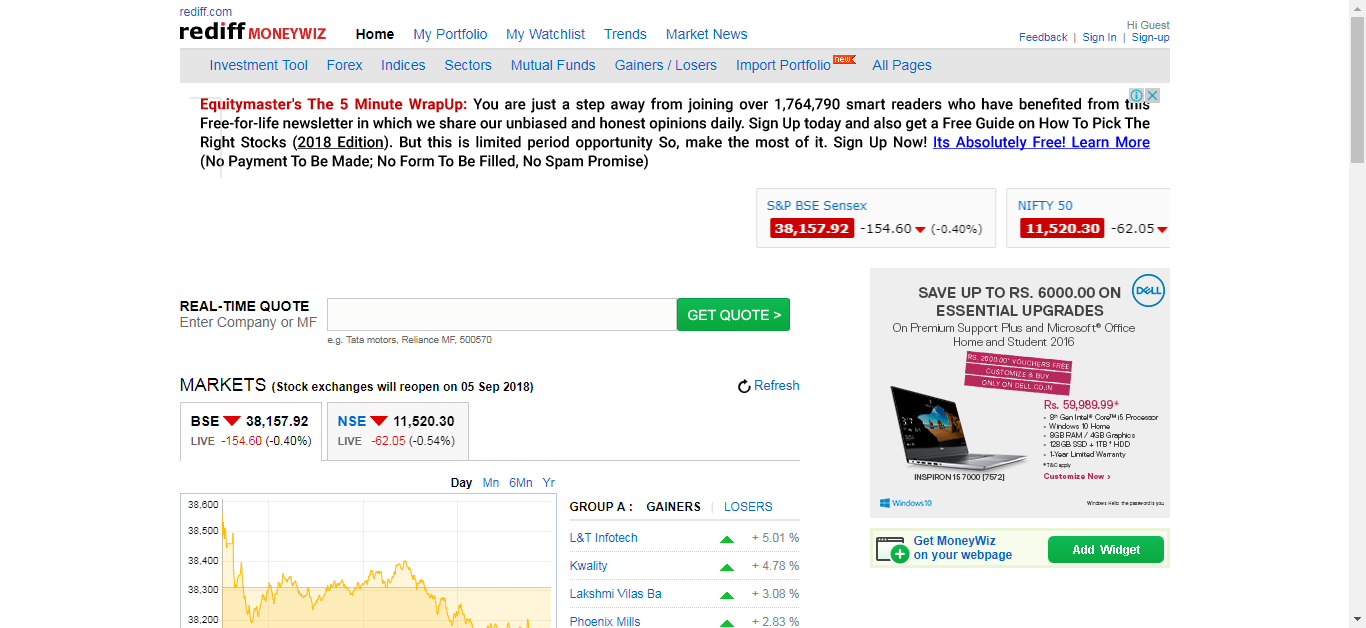 rediff.com
rediff MONEYWIZ
Home My Portfolio My Watchlist Trends Market News
Hi Guest
Feedback | Sign In | Sign-up
Investment Tool Forex Indices Sectors Mutual Funds Gainers / Losers Import Portfolio new All Pages
Equitymaster's The 5 Minute WrapUp: You are just a step away from joining over 1,764,790 smart readers who have benefited from this
Free-for-life newsletter in which we share our unbiased and honest opinions daily. Sign Up today and also get a Free Guide on How To Pick The
Right Stocks (2018 Edition). But this is limited period opportunity So, make the most of it. Sign Up Now! Its Absolutely Free! Learn More
(No Payment To Be Made; No Form To Be Filled, No Spam Promise)
S&P BSE Sensex
38,157.92 -154.60 (-0.40%)
NIFTY 50
11,520.30 -62.05
REAL-TIME QUOTE
Enter Company or MF
GET QUOTE >
e.g. Tata motors, Reliance MF, 500570
MARKETS (Stock exchanges will reopen on 05 Sep 2018)
Refresh
BSE 38,157.92
LIVE -154.60 (-0.40%)
NSE 11,520.30
LIVE -62.05 (-0.54%)
Day Mn 6Mn Yr
38,600
38,500
38,400
38,300
38,200
GROUP A : GAINERS | LOSERS
L&T Infotech + 5.01 %
Kwality + 4.78 %
Lakshmi Vilas Ba + 3.08 %
Phoenix Mills + 2.83 %
DELL
SAVE UP TO RS. 6000.00 ON
ESSENTIAL UPGRADES
On Premium Support Plus and Microsoft® Office
Home and Student 2016
RS. 2500.00* VOUCHERS FREE
CUSTOMIZE & BUY
ONLY ON DELL.CO.IN
Rs. 59,989.99*
• 8th Gen Intel® Core™ i5 Processor
• Windows 10 Home
• 8GB RAM / 4GB Graphics
• 128GB SSD + 1TB* HDD
• 1-Year Limited Warranty
*T&C apply
Customize Now >
INSPIRON 15 7000 [7572]
Windows10
Windows Hello: the password is you
Get MoneyWiz
on your webpage
Add Widget